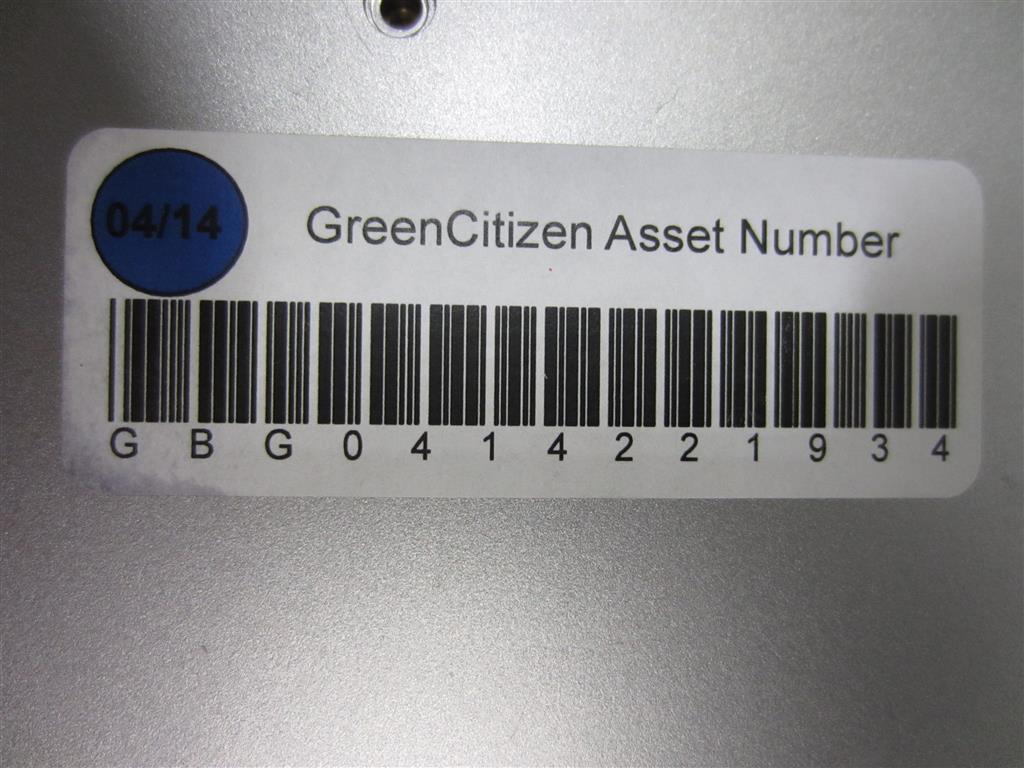 04/14
GreenCitizen Asset Number
G B G 0 4 1 4 2 2 1 9 3 4